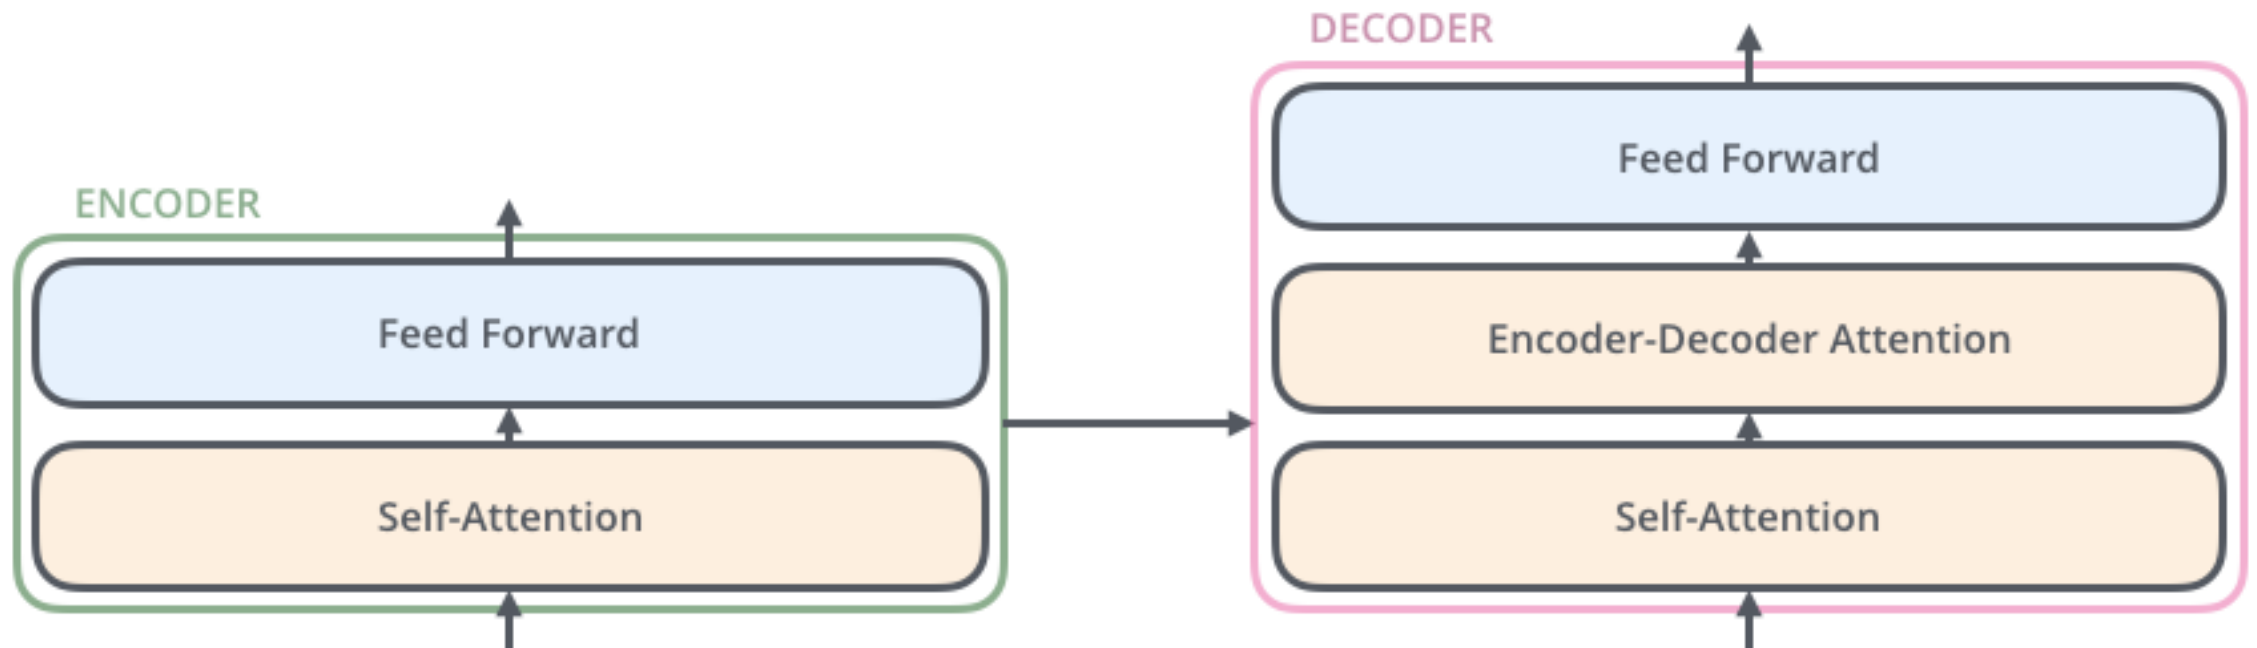 ENCODER
Feed Forward
Self-Attention
DECODER
Feed Forward
Encoder-Decoder Attention
Self-Attention